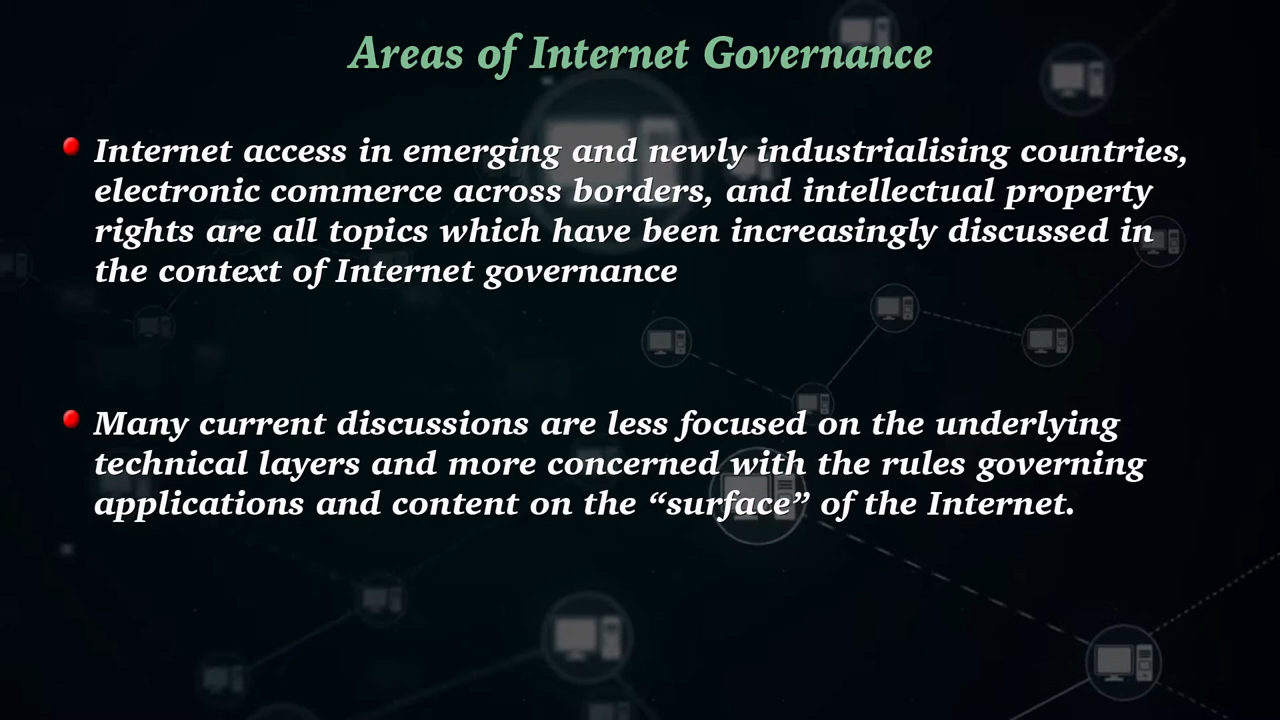 Areas of Internet Governance
Internet access in emerging and newly industrialising countries,
electronic commerce across borders, and intellectual property
rights are all topics which have been increasingly discussed in
the context of Internet governance
Many current discussions are less focused on the underlying
technical layers and more concerned with the rules governing
applications and content on the “surface” of the Internet.